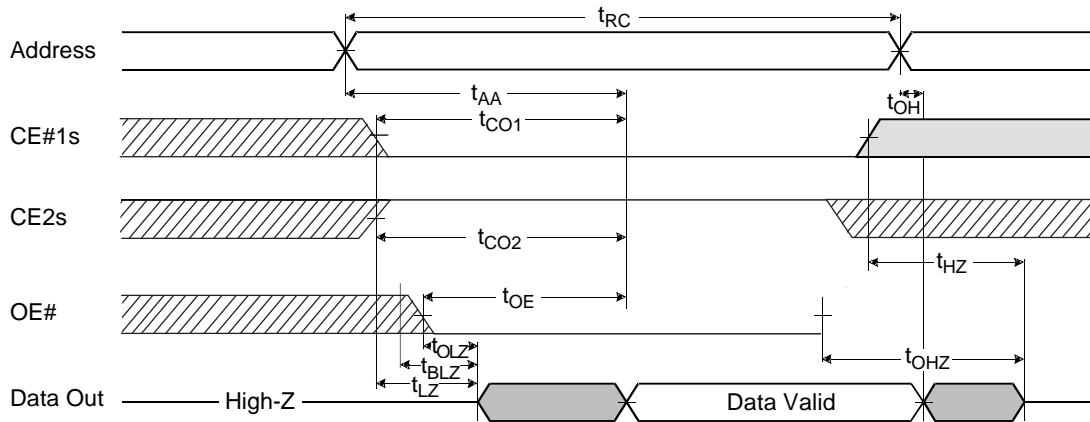 tRC
Address
tAA
tOH
CE#1s
tCO1
CE2s
tCO2
tHZ
OE#
tOE
tOLZ
tBLZ
tOHZ
tLZ
Data Out
High-Z
Data Valid